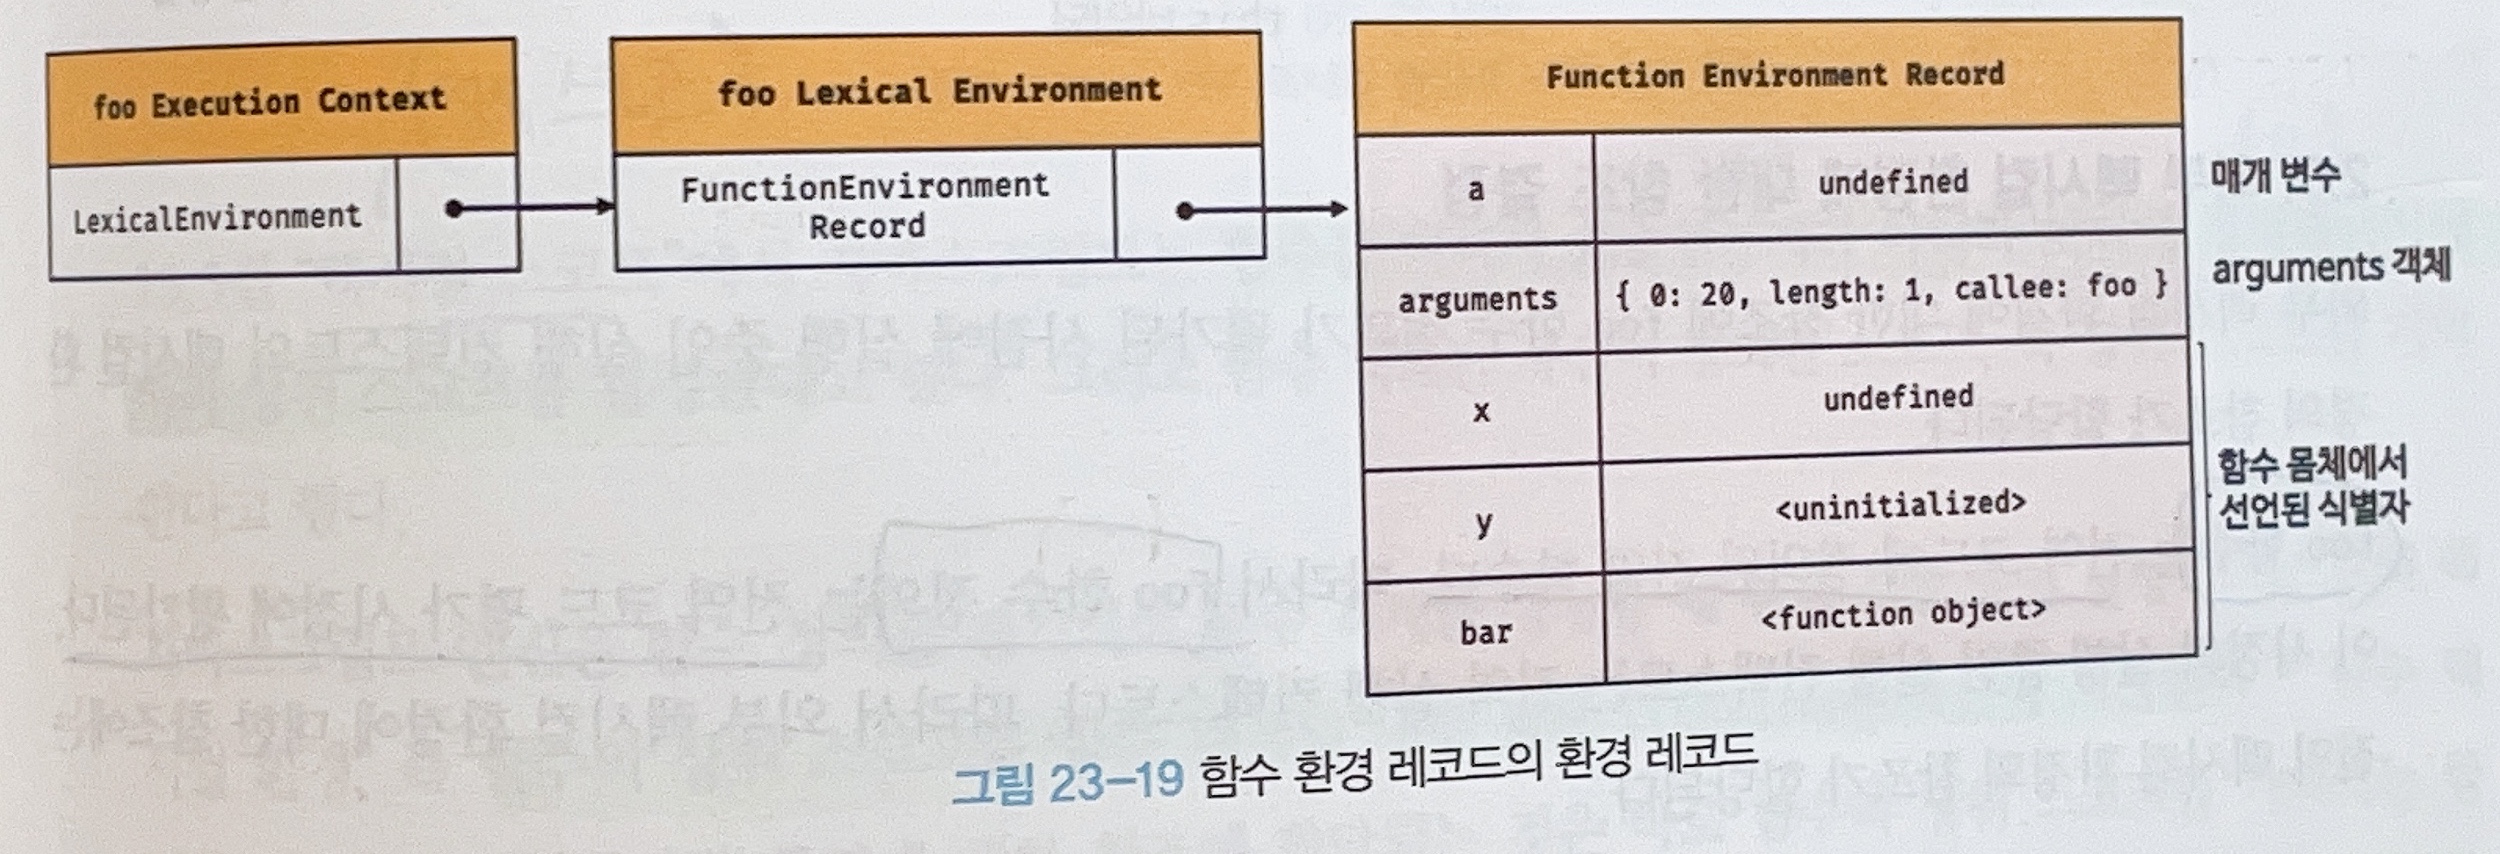 foo Execution Context
LexicalEnvironment
foo Lexical Environment
FunctionEnvironment
Record
Function Environment Record
a undefined 매개 변수
arguments { 0: 20, length: 1, callee: foo } arguments 객체
x undefined
y <uninitialized>
bar <function object>
함수 몸체에서
선언된 식별자
그림 23-19 함수 환경 레코드의 환경 레코드